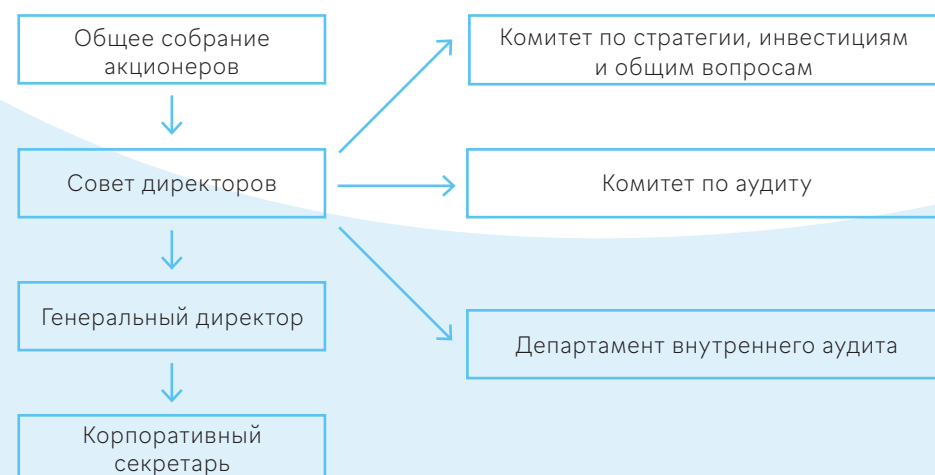 Общее собрание
акционеров
Комитет по стратегии, инвестициям
и общим вопросам
Совет директоров
Комитет по аудиту
Генеральный директор
Департамент внутреннего аудита
Корпоративный
секретарь